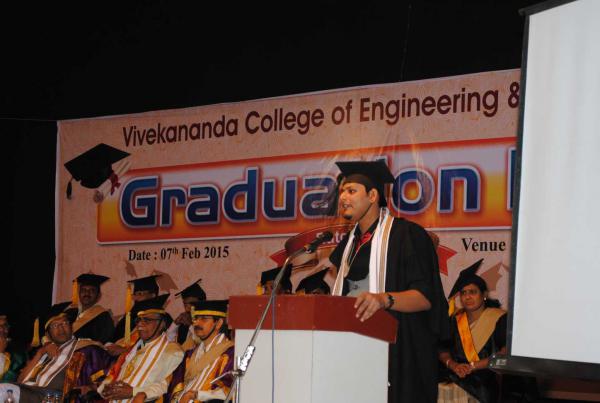 Vivekananda College of Engineering &
Graduation
Date : 07th Feb 2015
Venue